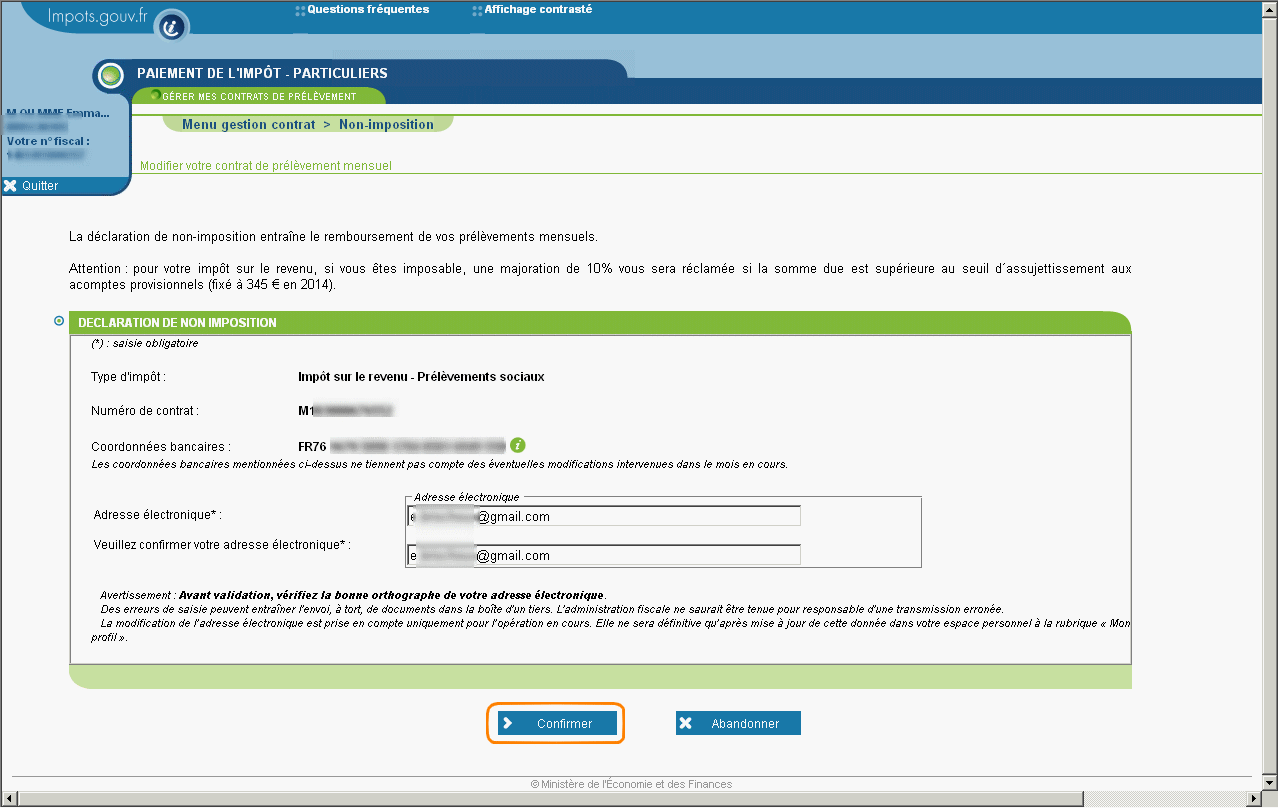 Impots.gouv.fr
Questions fréquentes
Affichage contrasté
PAIEMENT DE L'IMPÔT - PARTICULIERS
GÉRER MES CONTRATS DE PRÉLÈVEMENT
M OU MME Emma...
Votre n° fiscal :
Quitter
Menu gestion contrat > Non-imposition
Modifier votre contrat de prélèvement mensuel
La déclaration de non-imposition entraîne le remboursement de vos prélèvements mensuels.
Attention : pour votre impôt sur le revenu, si vous êtes imposable, une majoration de 10% vous sera réclamée si la somme due est supérieure au seuil d´assujettissement aux
acomptes provisionnels (fixé à 345 € en 2014).
DECLARATION DE NON IMPOSITION
(*) : saisie obligatoire
Type d'impôt : Impôt sur le revenu - Prélèvements sociaux
Numéro de contrat : M1
Coordonnées bancaires : FR76
Les coordonnées bancaires mentionnées ci-dessus ne tiennent pas compte des éventuelles modifications intervenues dans le mois en cours.
Adresse électronique
Adresse électronique* : e @gmail.com
Veuillez confirmer votre adresse électronique* : e @gmail.com
Avertissement : Avant validation, vérifiez la bonne orthographe de votre adresse électronique.
Des erreurs de saisie peuvent entraîner l'envoi, à tort, de documents dans la boîte d'un tiers. L'administration fiscale ne saurait être tenue pour responsable d'une transmission erronée.
La modification de l'adresse électronique est prise en compte uniquement pour l'opération en cours. Elle ne sera définitive qu'après mise à jour de cette donnée dans votre espace personnel à la rubrique « Mon
profil ».
Confirmer
Abandonner
© Ministère de l'Économie et des Finances